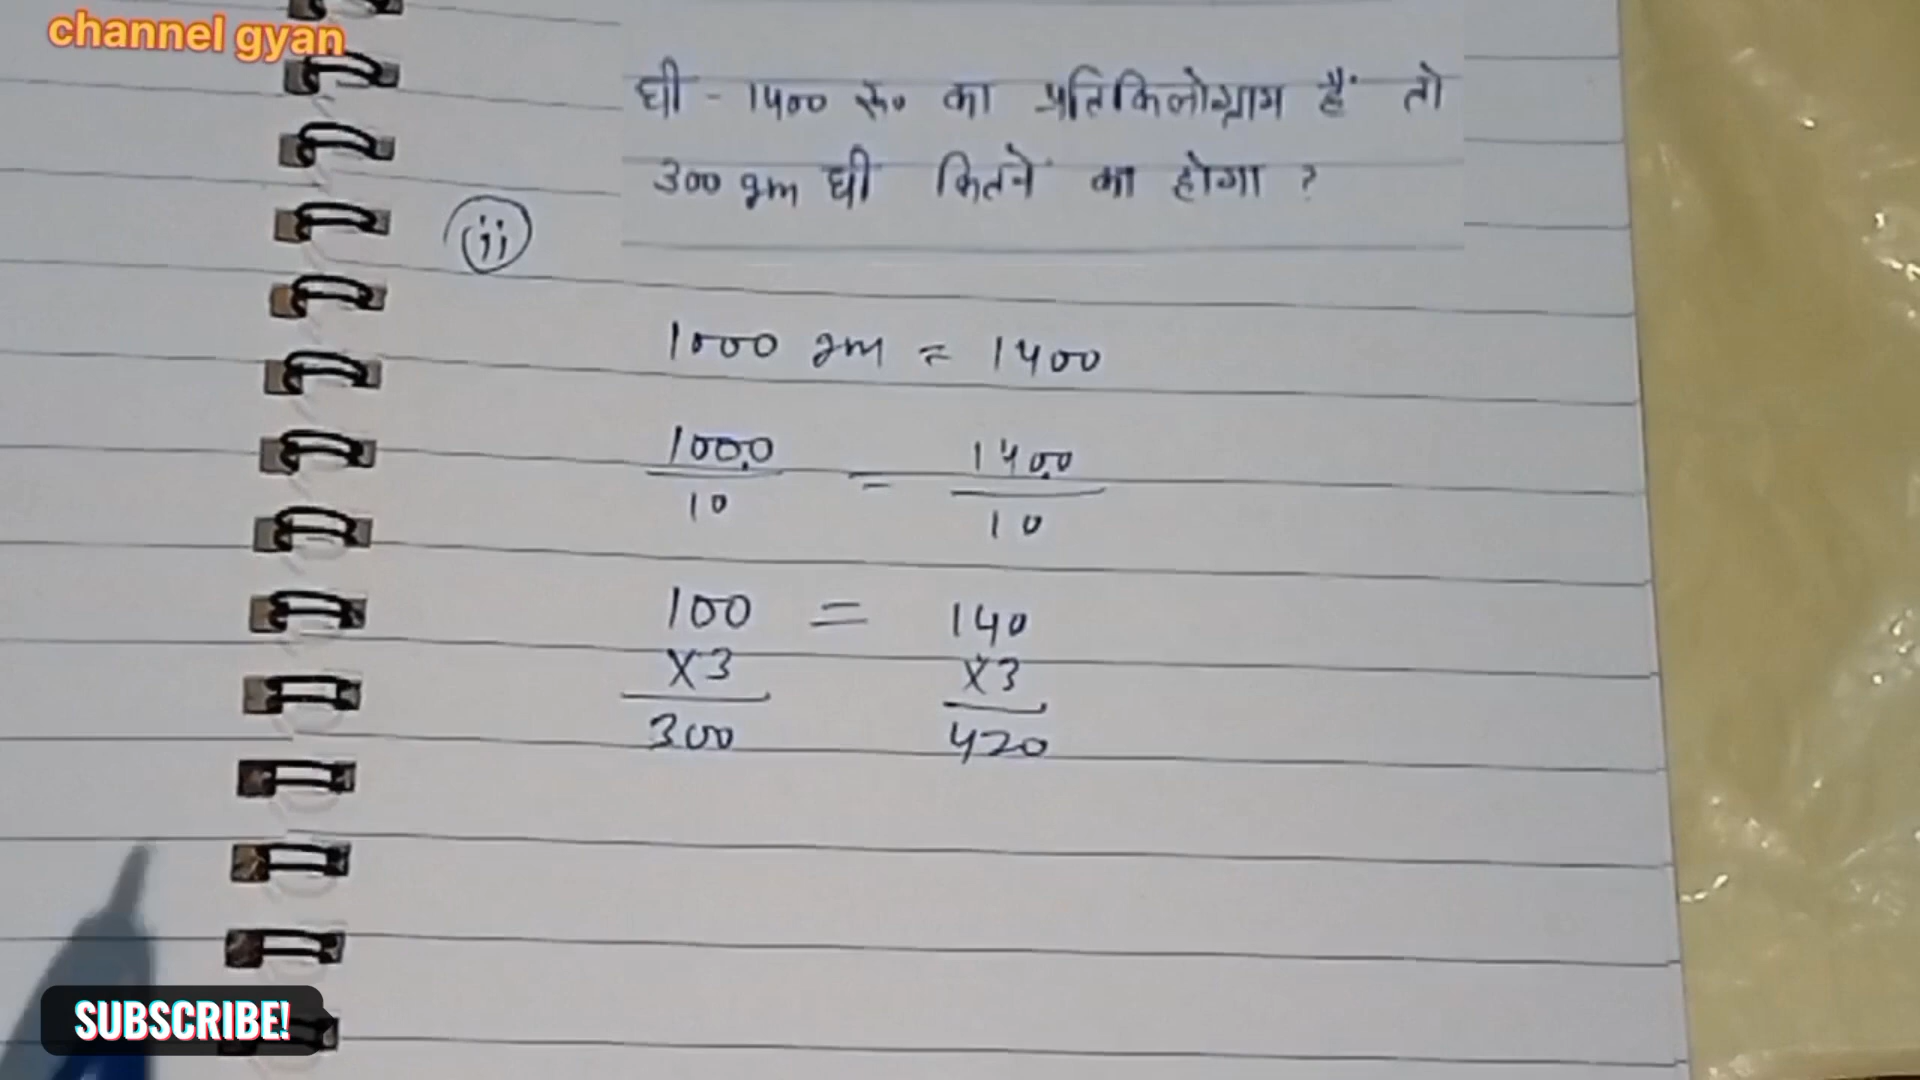 channel gyan
घी - 1400 रू० का प्रतिकिलोग्राम हैं तो
300 gm घी कितने का होगा ?
(ii)
1000 gm = 1400
1000 = 1400
10 10
100 = 140
X3 X3
300 420
SUBSCRIBE!